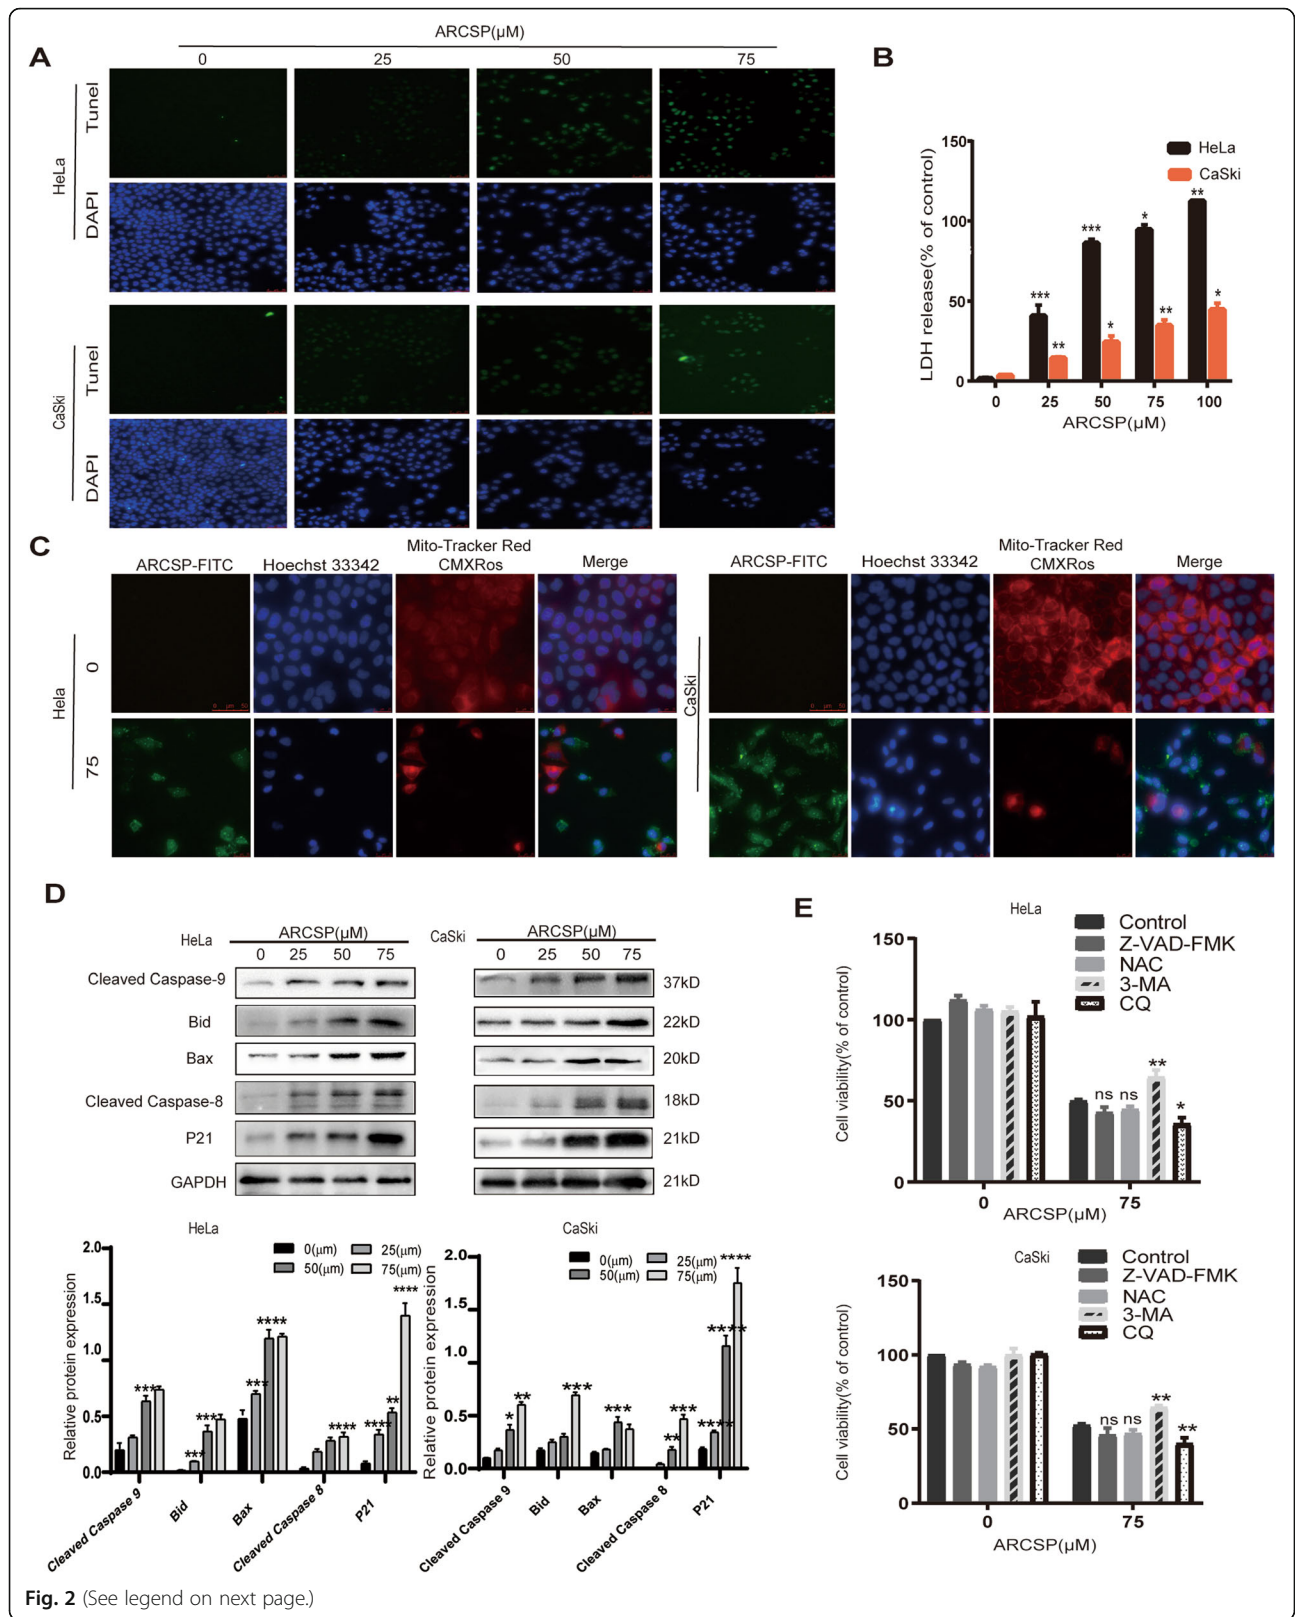 ARCSP(μM)
A
0 25 50 75
HeLa
Tunel
DAPI
CaSki
Tunel
DAPI
B
150
100
50
0
LDH release(% of control)
HeLa
CaSki
*** ** *** * * ** ** *
0 25 50 75 100
ARCSP(μM)
C
ARCSP-FITC Hoechst 33342 Mito-Tracker Red CMXRos Merge
Hela
0
75
ARCSP-FITC Hoechst 33342 Mito-Tracker Red CMXRos Merge
CaSki
D
HeLa ARCSP(μM)
0 25 50 75
CaSki ARCSP(μM)
0 25 50 75
Cleaved Caspase-9 37kD
Bid 22kD
Bax 20kD
Cleaved Caspase-8 18kD
P21 21kD
GAPDH 21kD
HeLa
0(μm) 25(μm)
50(μm) 75(μm)
2.0
1.5
1.0
0.5
0.0
Relative protein expression
*** *** *** *** **** **** **** ** ****
Cleaved Caspase 9 Bid Bax Cleaved Caspase 8 P21
CaSki
0(μm) 25(μm)
50(μm) 75(μm)
2.0
1.5
1.0
0.5
0.0
Relative protein expression
* ** *** *** ** *** **** ***** ****
Cleaved Caspase 9 Bid Bax Cleaved Caspase 8 P21
E
HeLa
Control
Z-VAD-FMK
NAC
3-MA
CQ
150
100
50
0
Cell viability(% of control)
ns ns ** *
0 75
ARCSP(μM)
CaSki
Control
Z-VAD-FMK
NAC
3-MA
CQ
150
100
50
0
Cell viability(% of control)
ns ns ** **
0 75
ARCSP(μM)
Fig. 2 (See legend on next page.)